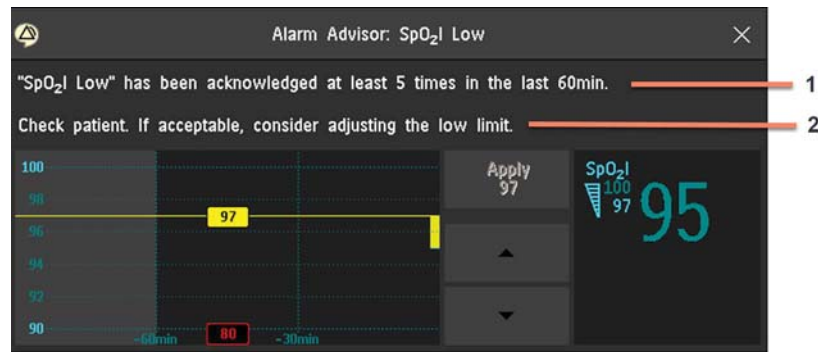 Alarm Advisor: SpO₂l Low
"SpO₂l Low" has been acknowledged at least 5 times in the last 60min.
1
Check patient. If acceptable, consider adjusting the low limit.
2
100
98
97
96
94
92
90
80
-60min
-30min
Apply
97
SpO₂l
100
97
95